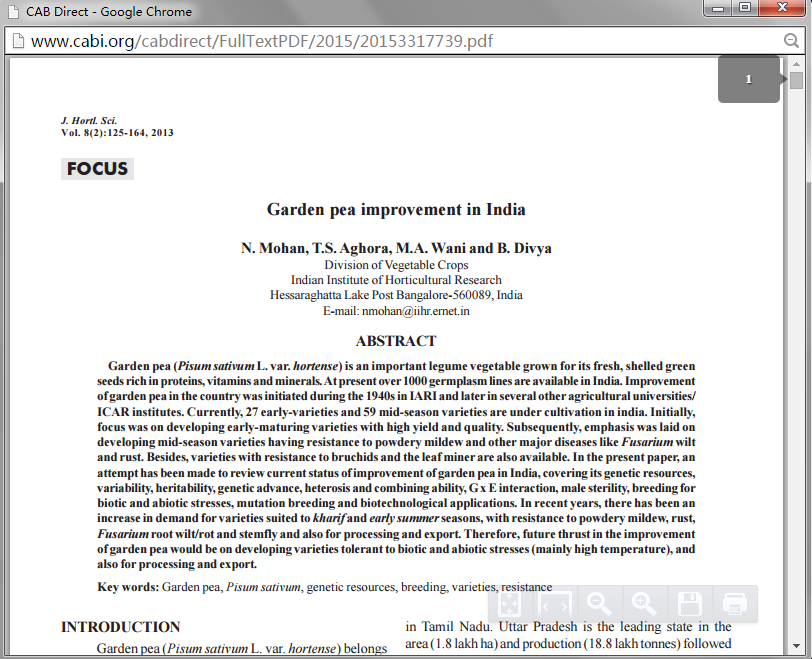 CAB Direct - Google Chrome
www.cabi.org/cabdirect/FullTextPDF/2015/20153317739.pdf
1
J. Hortl. Sci.
Vol. 8(2):125-164, 2013
FOCUS
Garden pea improvement in India
N. Mohan, T.S. Aghora, M.A. Wani and B. Divya
Division of Vegetable Crops
Indian Institute of Horticultural Research
Hessaraghatta Lake Post Bangalore-560089, India
E-mail: nmohan@iihr.ernet.in
ABSTRACT
Garden pea (Pisum sativum L. var. hortense) is an important legume vegetable grown for its fresh, shelled green
seeds rich in proteins, vitamins and minerals. At present over 1000 germplasm lines are available in India. Improvement
of garden pea in the country was initiated during the 1940s in IARI and later in several other agricultural universities/
ICAR institutes. Currently, 27 early-varieties and 59 mid-season varieties are under cultivation in india. Initially,
focus was on developing early-maturing varieties with high yield and quality. Subsequently, emphasis was laid on
developing mid-season varieties having resistance to powdery mildew and other major diseases like Fusarium wilt
and rust. Besides, varieties with resistance to bruchids and the leaf miner are also available. In the present paper, an
attempt has been made to review current status of improvement of garden pea in India, covering its genetic resources,
variability, heritability, genetic advance, heterosis and combining ability, G x E interaction, male sterility, breeding for
biotic and abiotic stresses, mutation breeding and biotechnological applications. In recent years, there has been an
increase in demand for varieties suited to kharif and early summer seasons, with resistance to powdery mildew, rust,
Fusarium root wilt/rot and stemfly and also for processing and export. Therefore, future thrust in the improvement
of garden pea would be on developing varieties tolerant to biotic and abiotic stresses (mainly high temperature), and
also for processing and export.
Key words: Garden pea, Pisum sativum, genetic resources, breeding, varieties, resistance
INTRODUCTION
Garden pea (Pisum sativum L. var. hortense) belongs
in Tamil Nadu. Uttar Pradesh is the leading state in the
area (1.8 lakh ha) and production (18.8 lakh tonnes) followed